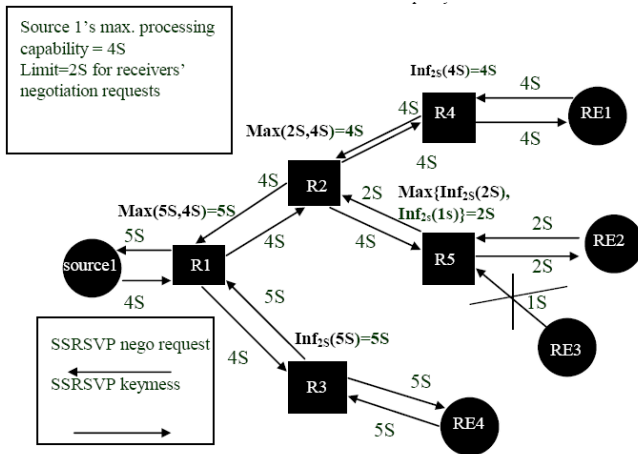 Source 1's max. processing
capability = 4S
Limit=2S for receivers'
negotiation requests
Inf2S(4S)=4S
4S
R4
4S
RE1
4S
4S
Max(2S,4S)=4S
R2
4S
2S
Max{Inf2S(2S),
Inf2S(1s)}=2S
Max(5S,4S)=5S
4S
5S
source1
4S
R1
4S
4S
R5
2S
2S
RE2
1S
RE3
5S
Inf2S(5S)=5S
4S
R3
5S
5S
RE4
SSRSVP nego request
SSRSVP keymess